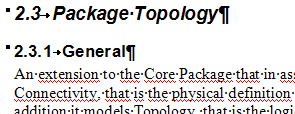 2.3 Package Topology
2.3.1 General
An extension to the Core Package that in
Connectivity, that is the physical definition
addition it models Topology, that is the